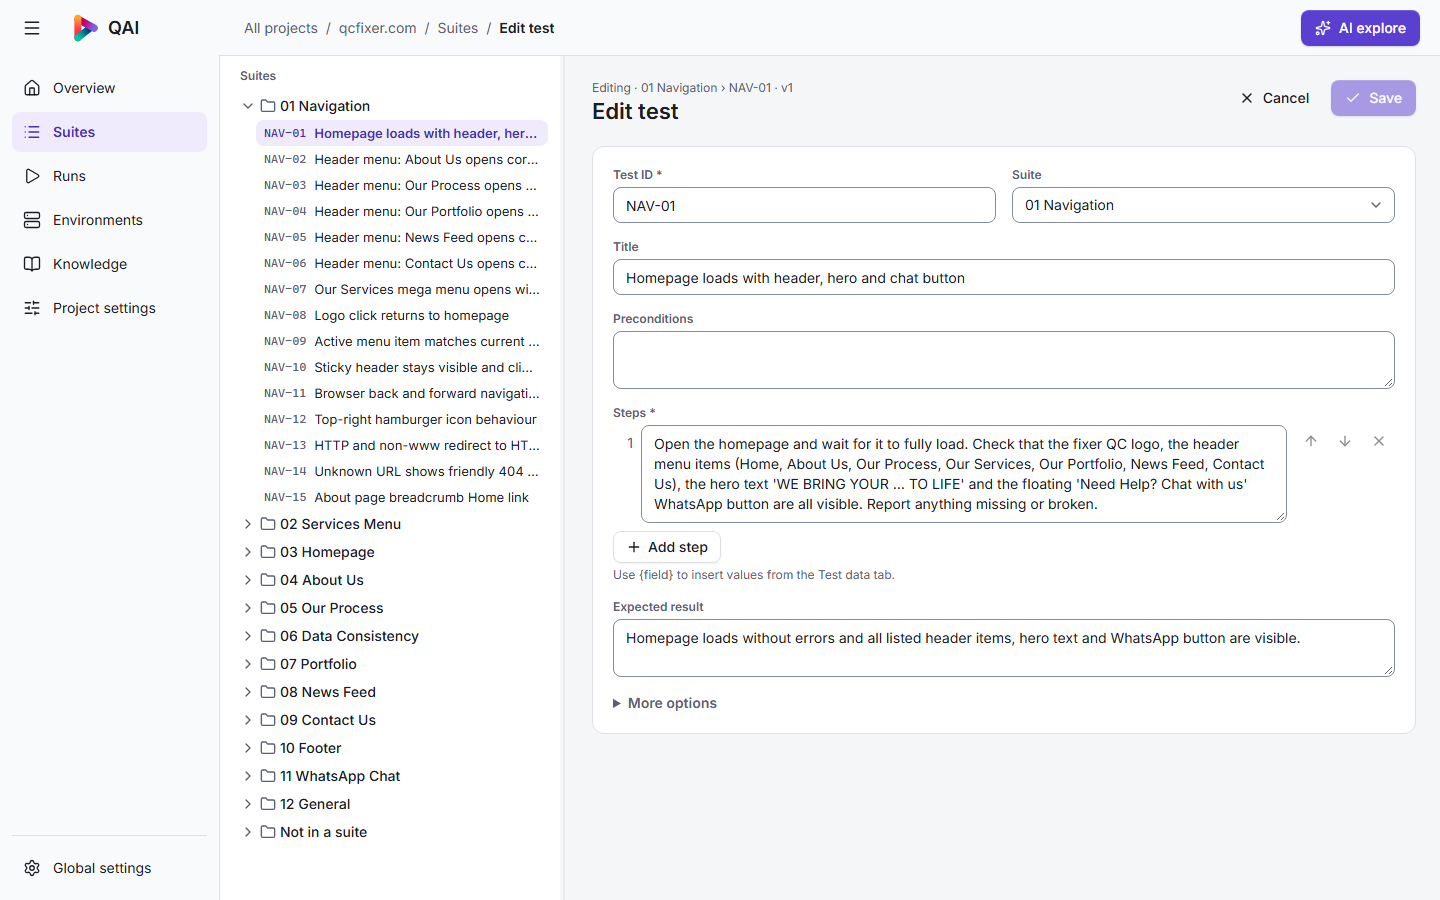 QAI
All projects / qcfixer.com / Suites / Edit test
AI explore
Overview
Suites
Runs
Environments
Knowledge
Project settings
Global settings
Suites
01 Navigation
NAV-01 Homepage loads with header, her...
NAV-02 Header menu: About Us opens cor...
NAV-03 Header menu: Our Process opens ...
NAV-04 Header menu: Our Portfolio opens ...
NAV-05 Header menu: News Feed opens c...
NAV-06 Header menu: Contact Us opens c...
NAV-07 Our Services mega menu opens wi...
NAV-08 Logo click returns to homepage
NAV-09 Active menu item matches current ...
NAV-10 Sticky header stays visible and cli...
NAV-11 Browser back and forward navigati...
NAV-12 Top-right hamburger icon behaviour
NAV-13 HTTP and non-www redirect to HT...
NAV-14 Unknown URL shows friendly 404 ...
NAV-15 About page breadcrumb Home link
02 Services Menu
03 Homepage
04 About Us
05 Our Process
06 Data Consistency
07 Portfolio
08 News Feed
09 Contact Us
10 Footer
11 WhatsApp Chat
12 General
Not in a suite
Editing · 01 Navigation › NAV-01 · v1
Edit test
Cancel
Save
Test ID *
NAV-01
Suite
01 Navigation
Title
Homepage loads with header, hero and chat button
Preconditions
Steps *
1
Open the homepage and wait for it to fully load. Check that the fixer QC logo, the header
menu items (Home, About Us, Our Process, Our Services, Our Portfolio, News Feed, Contact
Us), the hero text 'WE BRING YOUR ... TO LIFE' and the floating 'Need Help? Chat with us'
WhatsApp button are all visible. Report anything missing or broken.
Add step
Use {field} to insert values from the Test data tab.
Expected result
Homepage loads without errors and all listed header items, hero text and WhatsApp button are visible.
More options